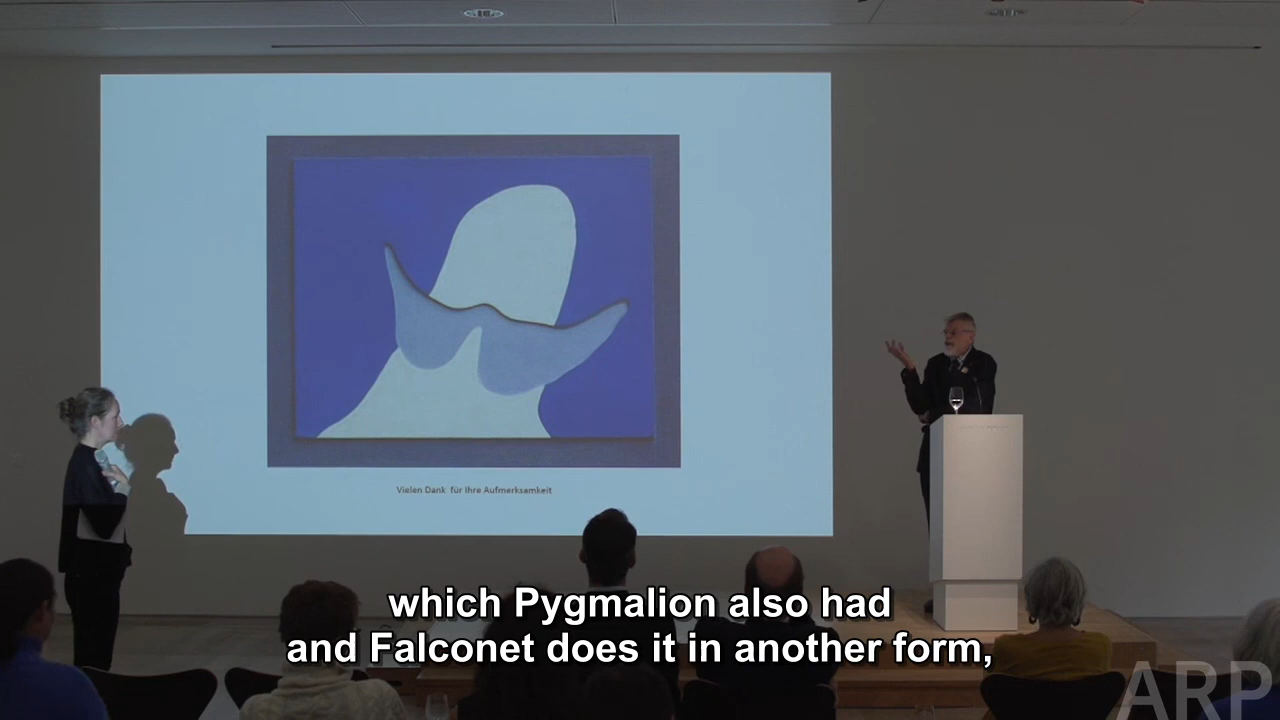 Vielen Dank für Ihre Aufmerksamkeit
which Pygmalion also had
and Falconet does it in another form,
ARP